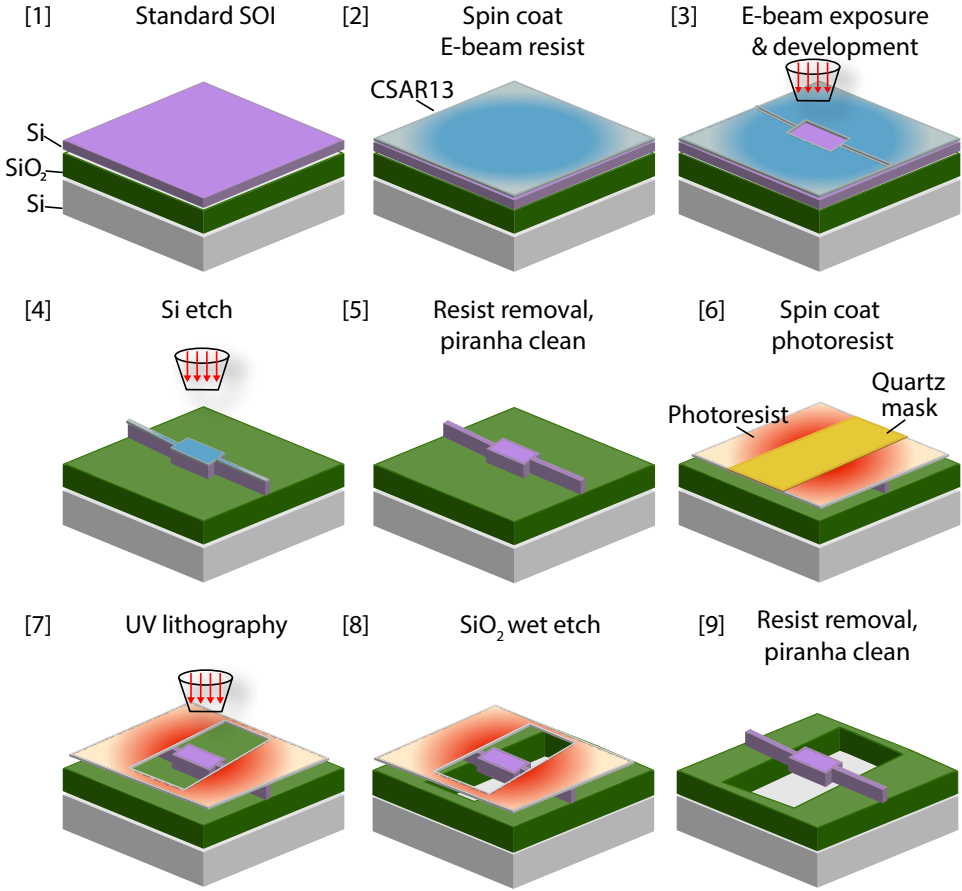 [1] Standard SOI
Si
SiO2
Si
[2] Spin coat
E-beam resist
CSAR13
[3] E-beam exposure
& development
[4] Si etch
[5] Resist removal,
piranha clean
[6] Spin coat
photoresist
Photoresist
Quartz
mask
[7] UV lithography
[8] SiO2 wet etch
[9] Resist removal,
piranha clean